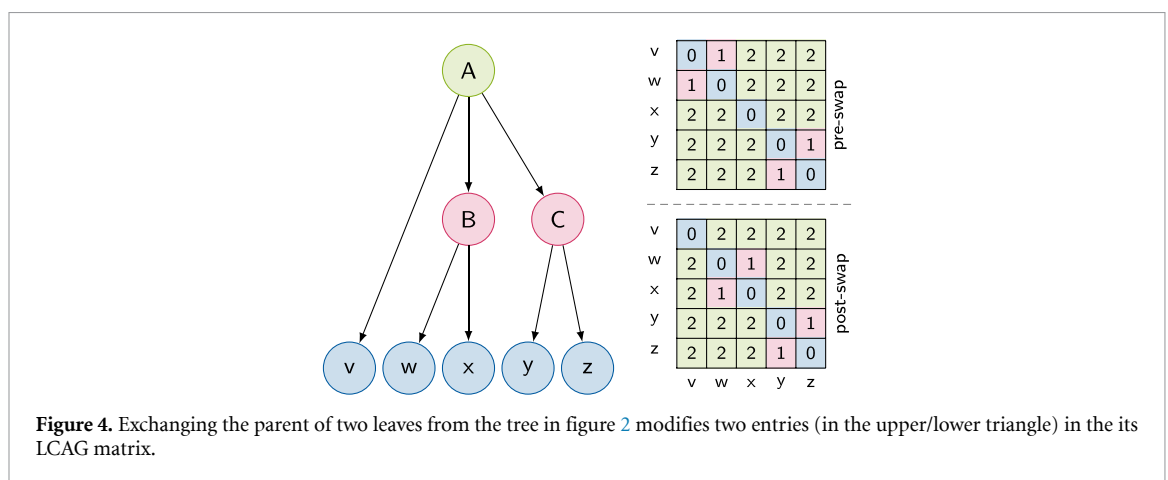 A
B
C
v w x y z
v 0 1 2 2 2
w 1 0 2 2 2
x 2 2 0 2 2
y 2 2 2 0 1
z 2 2 2 1 0
pre-swap
v 0 2 2 2 2
w 2 0 1 2 2
x 2 1 0 2 2
y 2 2 2 0 1
z 2 2 2 1 0
v w x y z
post-swap
Figure 4. Exchanging the parent of two leaves from the tree in figure 2 modifies two entries (in the upper/lower triangle) in the its
LCAG matrix.